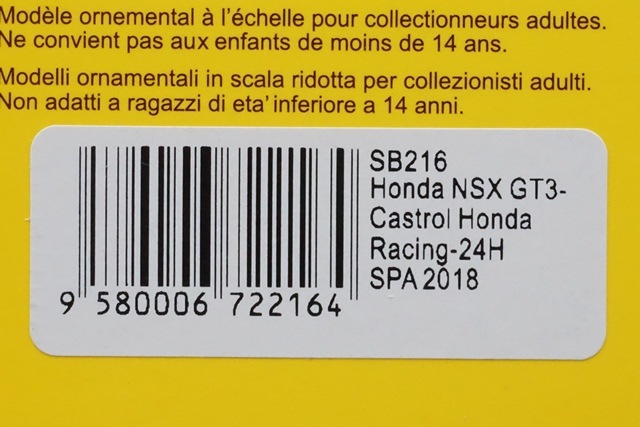 Modèle ornemental à l'échelle pour collectionneurs adultes.
Ne convient pas aux enfants de moins de 14 ans.
Modelli ornamentali in scala ridotta per collezionisti adulti.
Non adatti a ragazzi di eta' inferiore a 14 anni.
SB216
Honda NSX GT3-
Castrol Honda
Racing-24H
SPA 2018
9 580006 722164